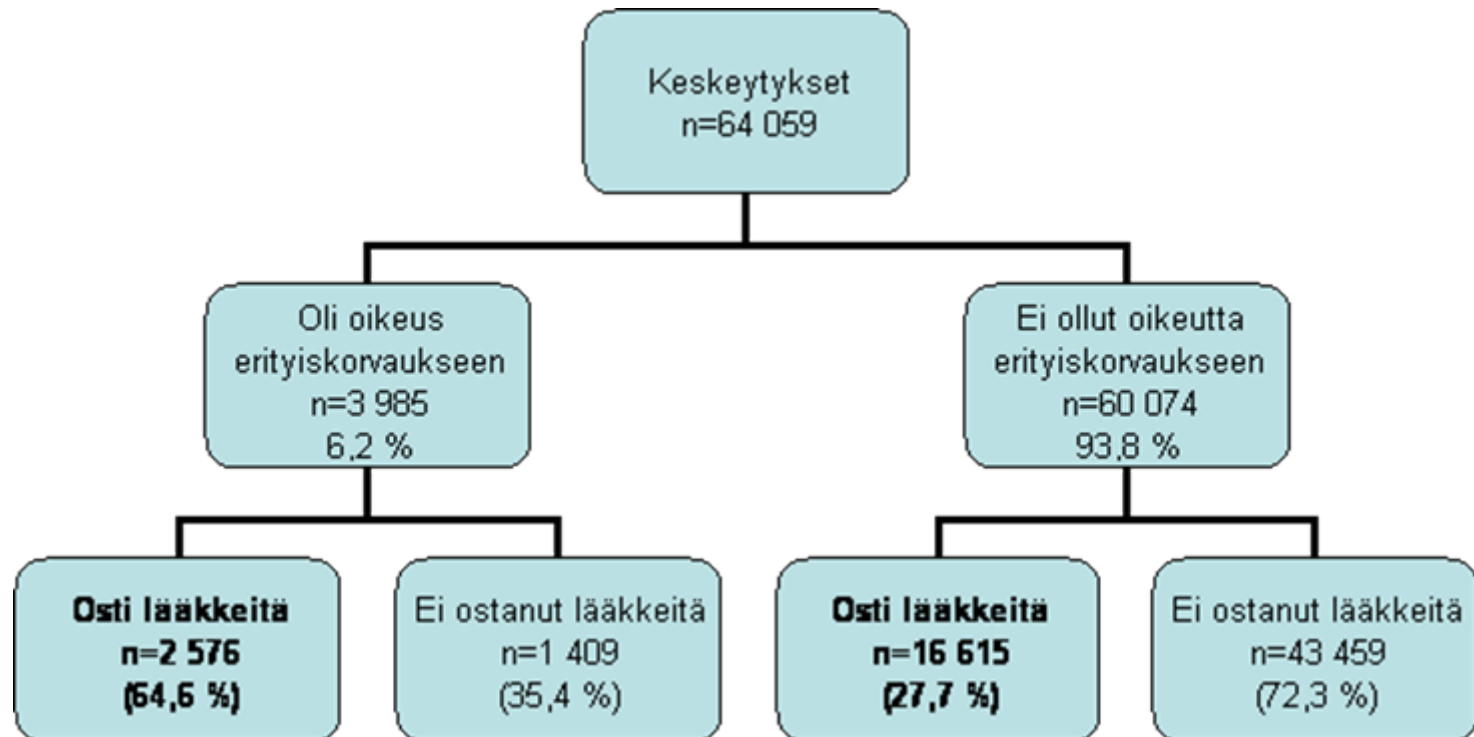 Keskeytykset
n=64 059
Oli oikeus
erityiskorvaukseen
n=3 985
6,2 %
Ei ollut oikeutta
erityiskorvaukseen
n=60 074
93,8 %
Osti lääkkeitä
n=2 576
(64,6 %)
Ei ostanut lääkkeitä
n=1 409
(35,4 %)
Osti lääkkeitä
n=16 615
(27,7 %)
Ei ostanut lääkkeitä
n=43 459
(72,3 %)